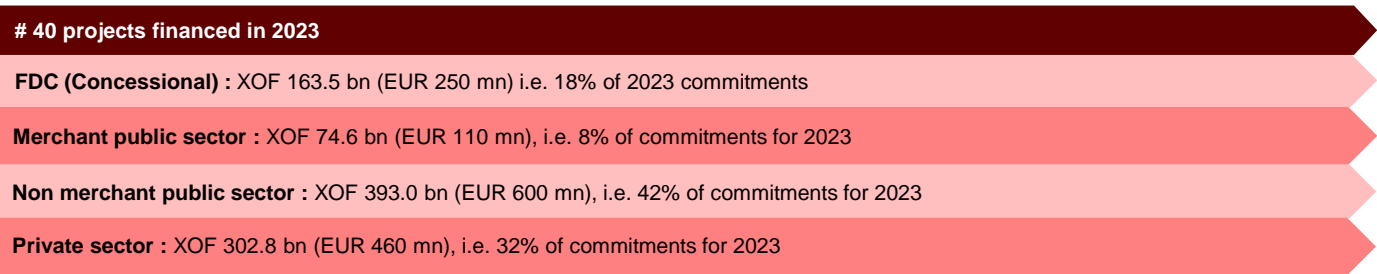 # 40 projects financed in 2023
FDC (Concessional) : XOF 163.5 bn (EUR 250 mn) i.e. 18% of 2023 commitments
Merchant public sector : XOF 74.6 bn (EUR 110 mn), i.e. 8% of commitments for 2023
Non merchant public sector : XOF 393.0 bn (EUR 600 mn), i.e. 42% of commitments for 2023
Private sector : XOF 302.8 bn (EUR 460 mn), i.e. 32% of commitments for 2023